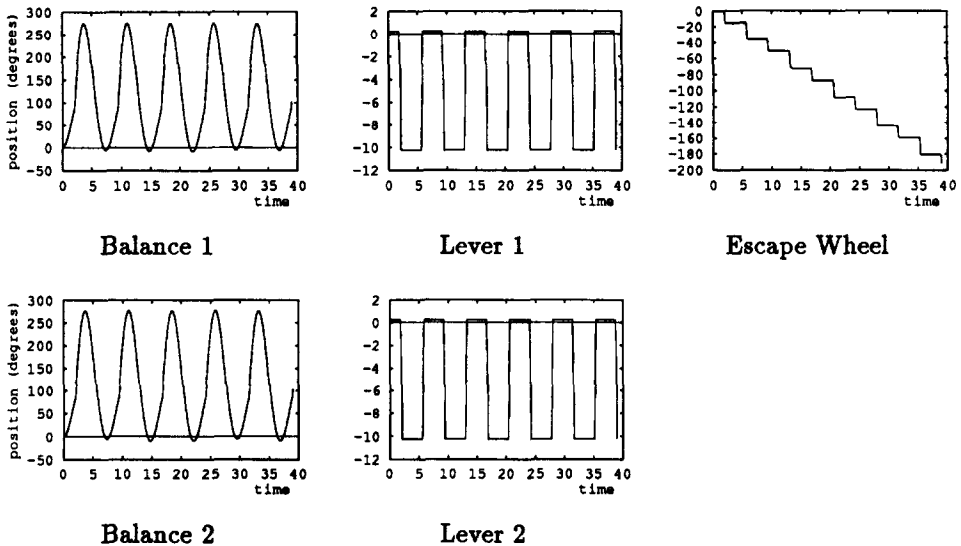 300
250
200
150
100
50
0
-50
position (degrees)
0 5 10 15 20 25 30 35 40
time
Balance 1
2
0
-2
-4
-6
-8
-10
12
0 5 10 15 20 25 30 35 40
time
Lever 1
0
-20
-40
-60
-80
-100
-120
-140
-160
-180
-200
0 5 10 15 20 25 30 35 40
time
Escape Wheel
300
250
200
150
100
50
0
-50
position (degrees)
0 5 10 15 20 25 30 35 40
time
Balance 2
2
0
-2
-4
-6
-8
-10
-12
0 5 10 15 20 25 30 35 40
time
Lever 2